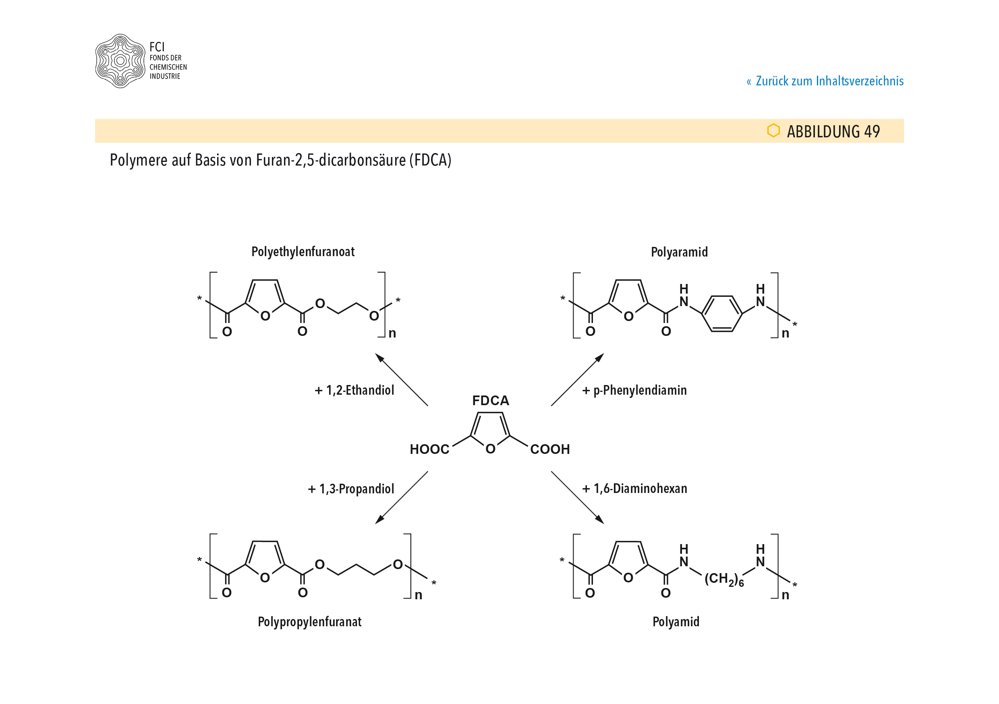 FCI
FONDS DER
CHEMISCHEN
INDUSTRIE
« Zurück zum Inhaltsverzeichnis
ABBILDUNG 49
Polymere auf Basis von Furan-2,5-dicarbonsäure (FDCA)
Polyethylenfuranoat
* O O O O O n *
Polyaramid
* O O O H N H N n *
+ 1,2-Ethandiol
+ p-Phenylendiamin
FDCA
HOOC O COOH
+ 1,3-Propandiol
+ 1,6-Diaminohexan
* O O O O O n *
Polypropylenfuranat
* O O O H N (CH2)6 H N n *
Polyamid